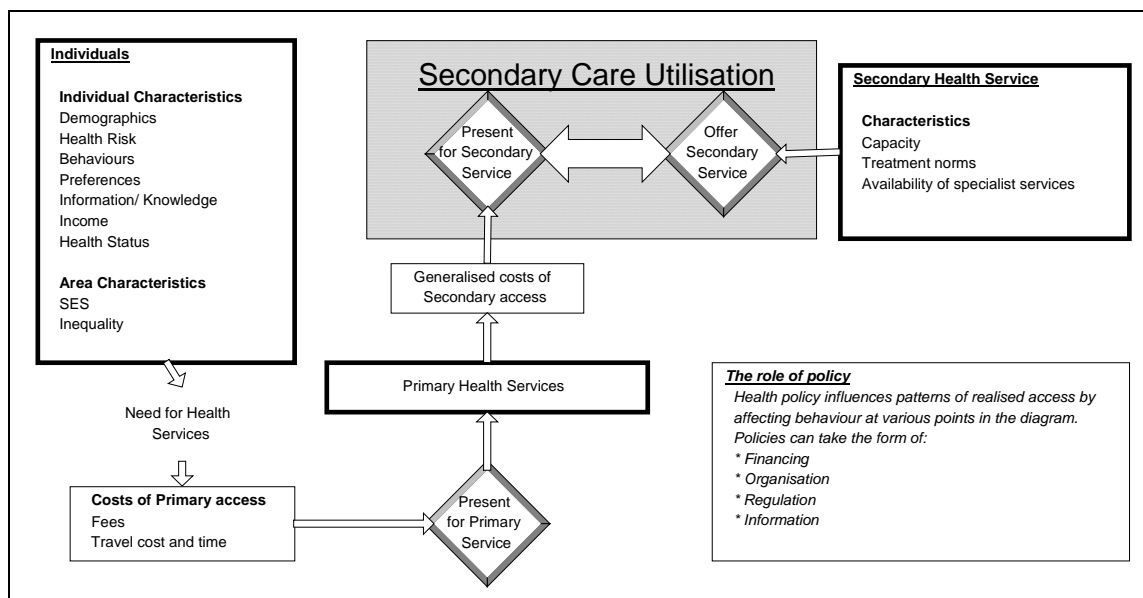 Individuals
Individual Characteristics
Demographics
Health Risk
Behaviours
Preferences
Information/ Knowledge
Income
Health Status
Area Characteristics
SES
Inequality
Need for Health
Services
Costs of Primary access
Fees
Travel cost and time
Present
for Primary
Service
Primary Health Services
Generalised costs of
Secondary access
Secondary Care Utilisation
Present
for Secondary
Service
Offer
Secondary
Service
Secondary Health Service
Characteristics
Capacity
Treatment norms
Availability of specialist services
The role of policy
Health policy influences patterns of realised access by
affecting behaviour at various points in the diagram.
Policies can take the form of:
* Financing
* Organisation
* Regulation
* Information